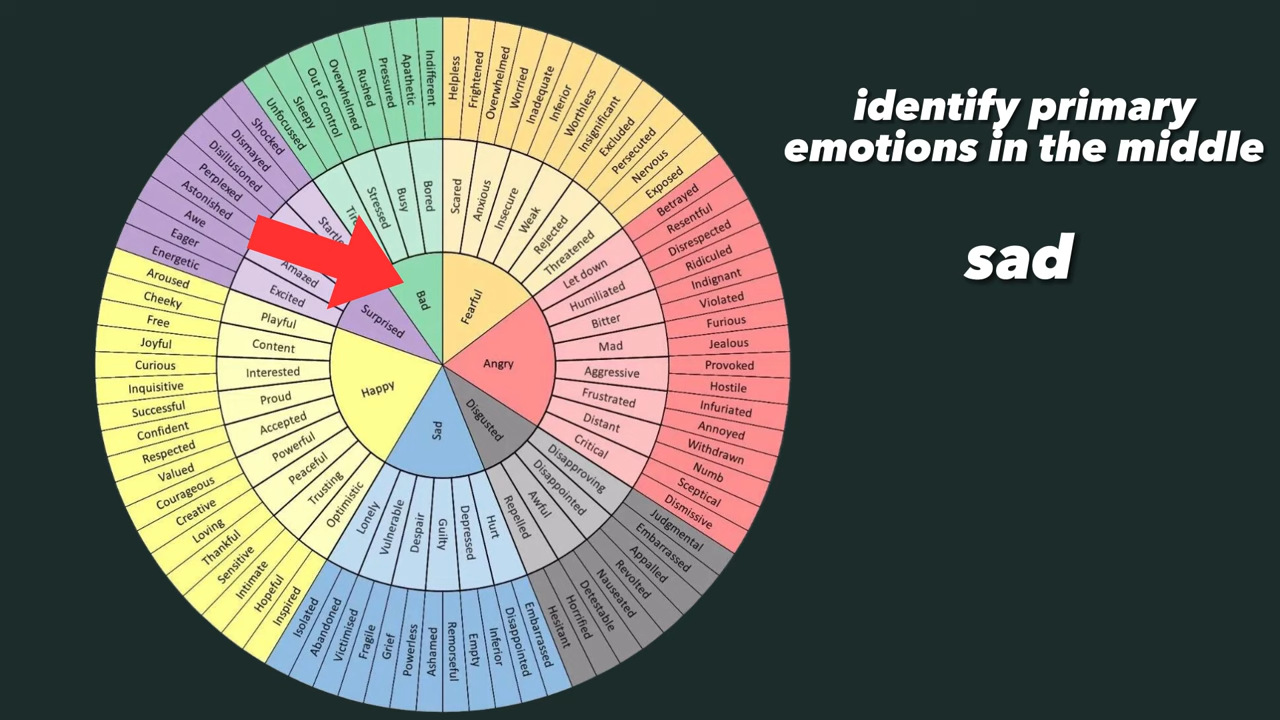 identify primary
emotions in the middle
sad
Indifferent
Apathetic
Pressured
Rushed
Overwhelmed
Out of control
Sleepy
Unfocussed
Shocked
Dismayed
Disillusioned
Perplexed
Astonished
Awe
Eager
Energetic
Aroused
Cheeky
Free
Joyful
Curious
Inquisitive
Successful
Confident
Respected
Valued
Courageous
Creative
Loving
Thankful
Sensitive
Intimate
Hopeful
Inspired
Isolated
Abandoned
Victimised
Fragile
Grief
Powerless
Ashamed
Remorseful
Empty
Inferior
Disappointed
Embarrassed
Hesitant
Horrified
Detestable
Nauseated
Revolted
Appalled
Embarrassed
Judgmental
Dismissive
Sceptical
Numb
Withdrawn
Annoyed
Infuriated
Hostile
Provoked
Jealous
Furious
Violated
Indignant
Ridiculed
Disrespected
Resentful
Betrayed
Exposed
Nervous
Persecuted
Excluded
Insignificant
Worthless
Inferior
Inadequate
Worried
Overwhelmed
Frightened
Helpless
Bored
Busy
Stressed
Amazed
Excited
Playful
Content
Interested
Proud
Accepted
Powerful
Peaceful
Trusting
Optimistic
Lonely
Vulnerable
Despair
Guilty
Depressed
Hurt
Repelled
Awful
Disappointed
Disapproving
Critical
Distant
Frustrated
Aggressive
Mad
Bitter
Humiliated
Let down
Threatened
Rejected
Weak
Insecure
Anxious
Scared
Bad
Fearful
Angry
Disgusted
Sad
Happy
Surprised